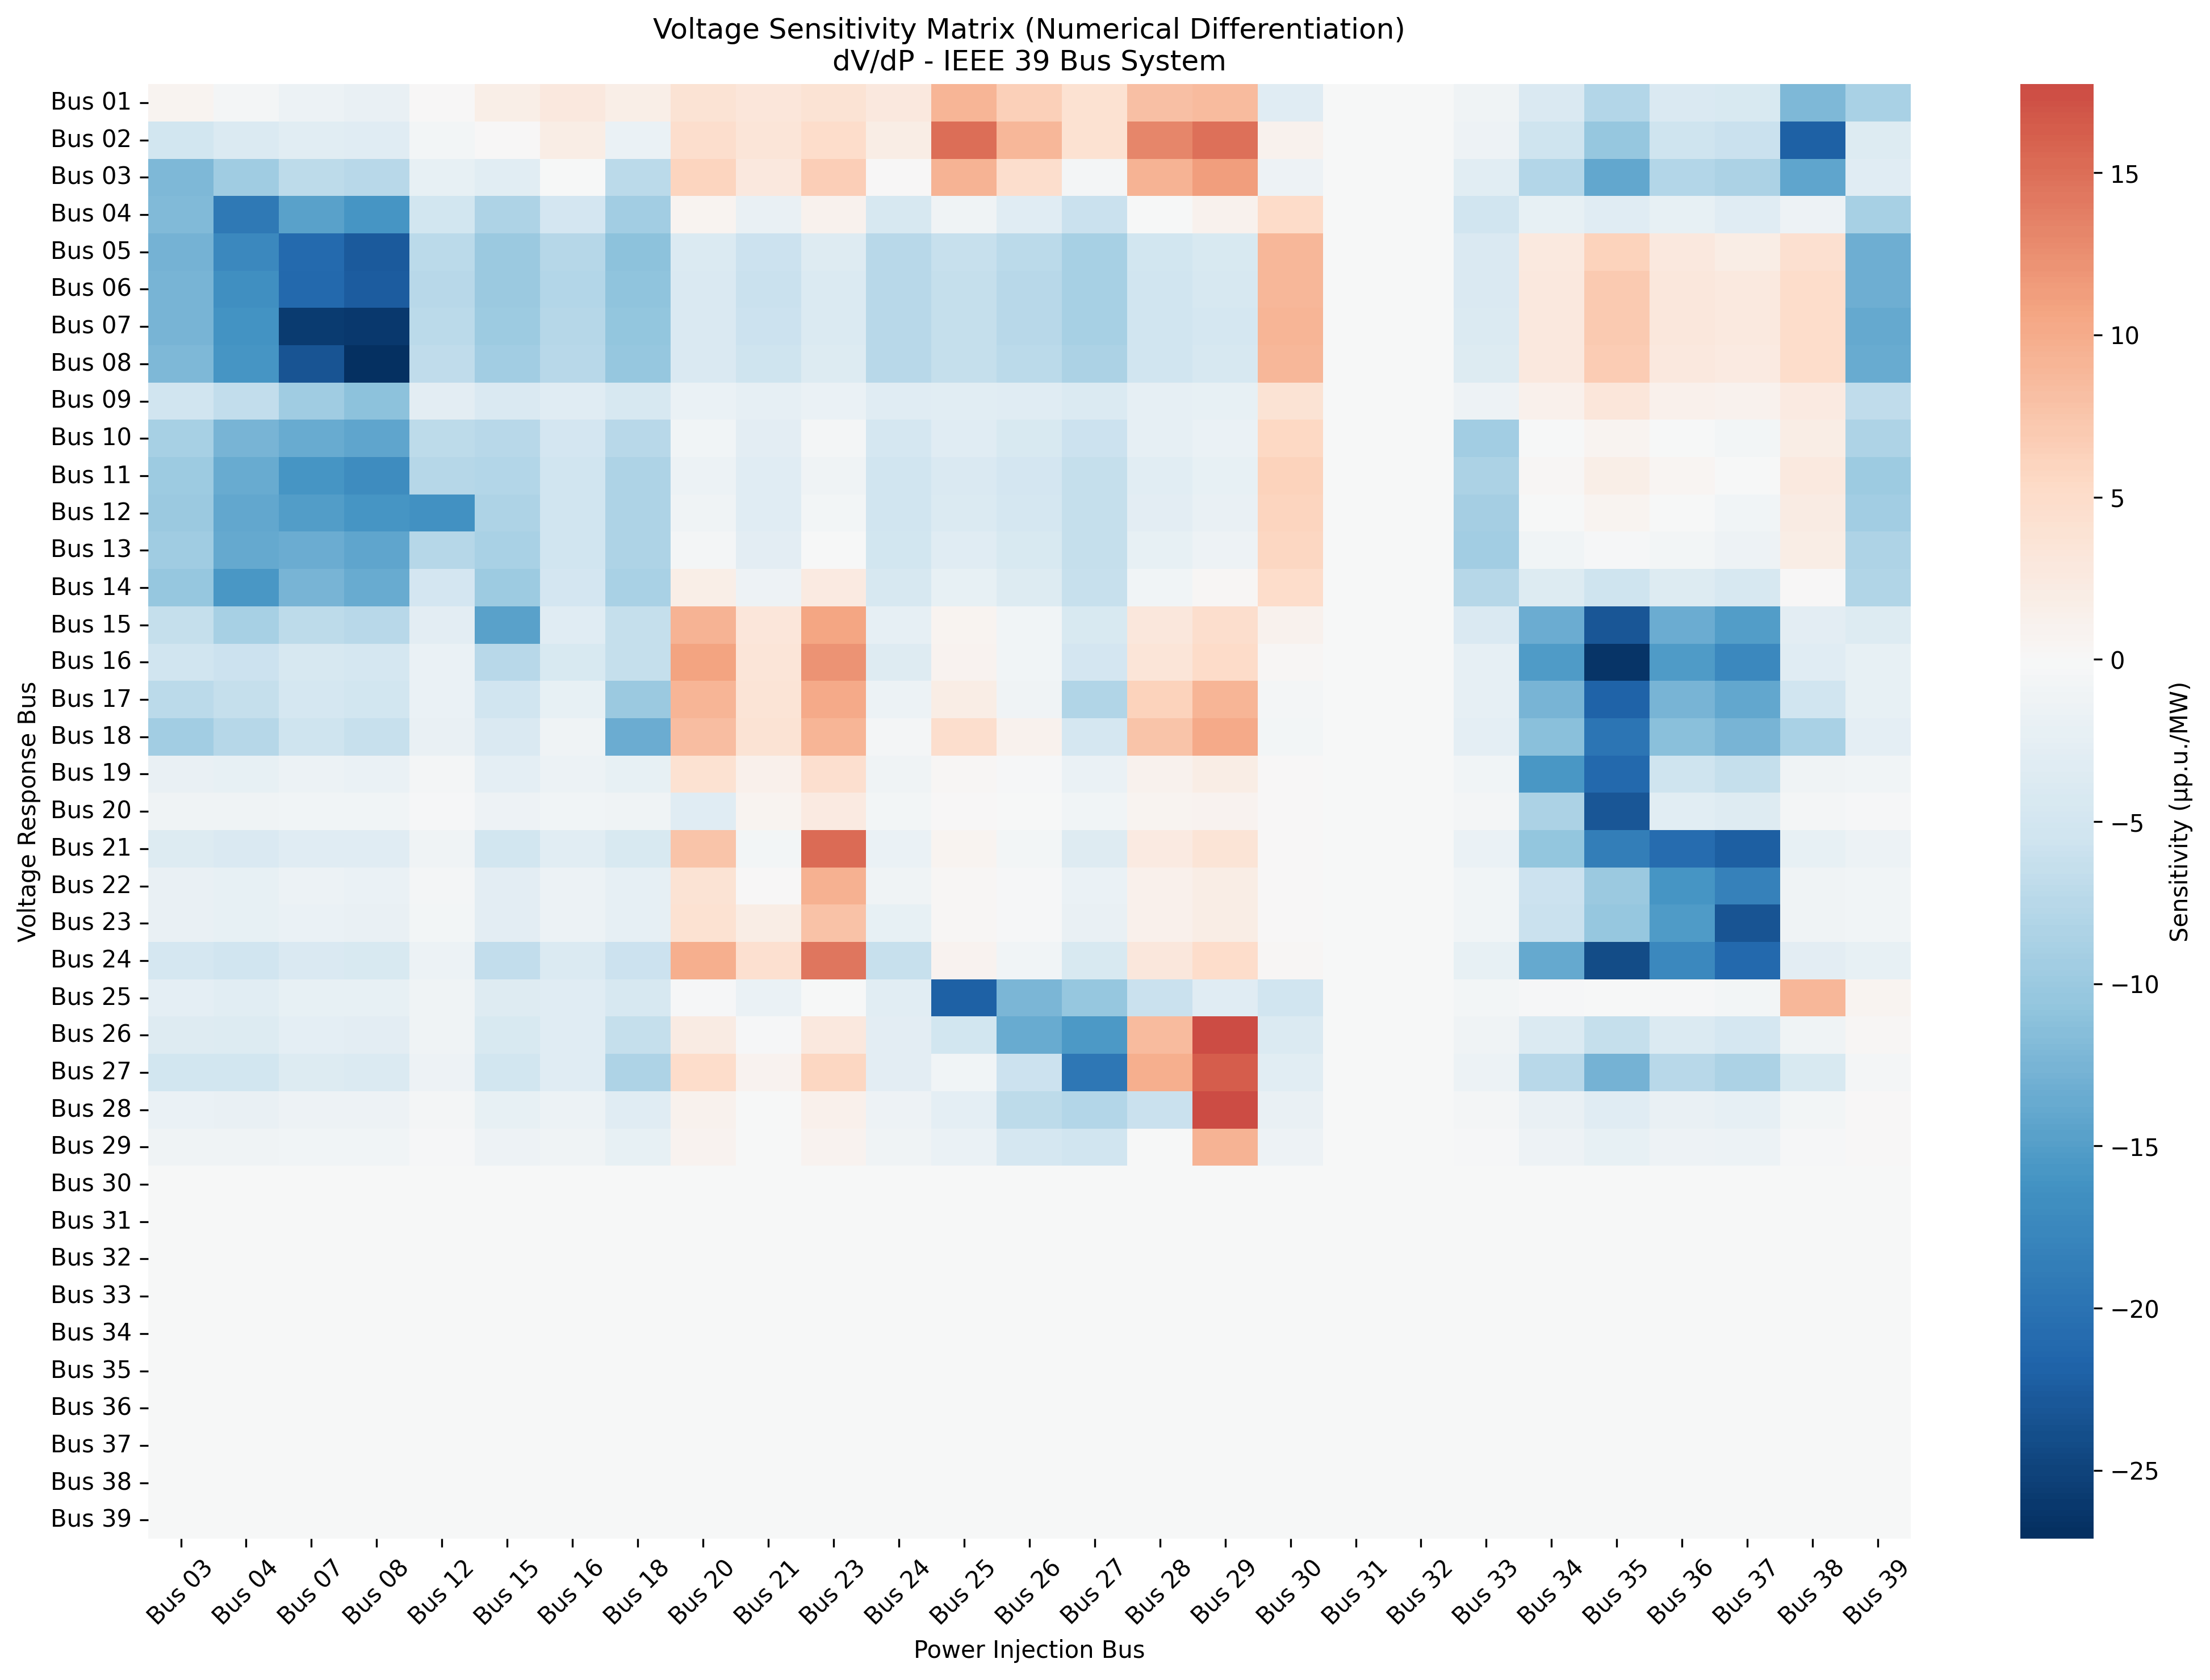 Voltage Sensitivity Matrix (Numerical Differentiation)
dV/dP - IEEE 39 Bus System
Voltage Response Bus
Bus 01
Bus 02
Bus 03
Bus 04
Bus 05
Bus 06
Bus 07
Bus 08
Bus 09
Bus 10
Bus 11
Bus 12
Bus 13
Bus 14
Bus 15
Bus 16
Bus 17
Bus 18
Bus 19
Bus 20
Bus 21
Bus 22
Bus 23
Bus 24
Bus 25
Bus 26
Bus 27
Bus 28
Bus 29
Bus 30
Bus 31
Bus 32
Bus 33
Bus 34
Bus 35
Bus 36
Bus 37
Bus 38
Bus 39
Bus 03
Bus 04
Bus 07
Bus 08
Bus 12
Bus 15
Bus 16
Bus 18
Bus 20
Bus 21
Bus 23
Bus 24
Bus 25
Bus 26
Bus 27
Bus 28
Bus 29
Bus 30
Bus 31
Bus 32
Bus 33
Bus 34
Bus 35
Bus 36
Bus 37
Bus 38
Bus 39
Power Injection Bus
15
10
5
0
−5
−10
−15
−20
−25
Sensitivity (µp.u./MW)